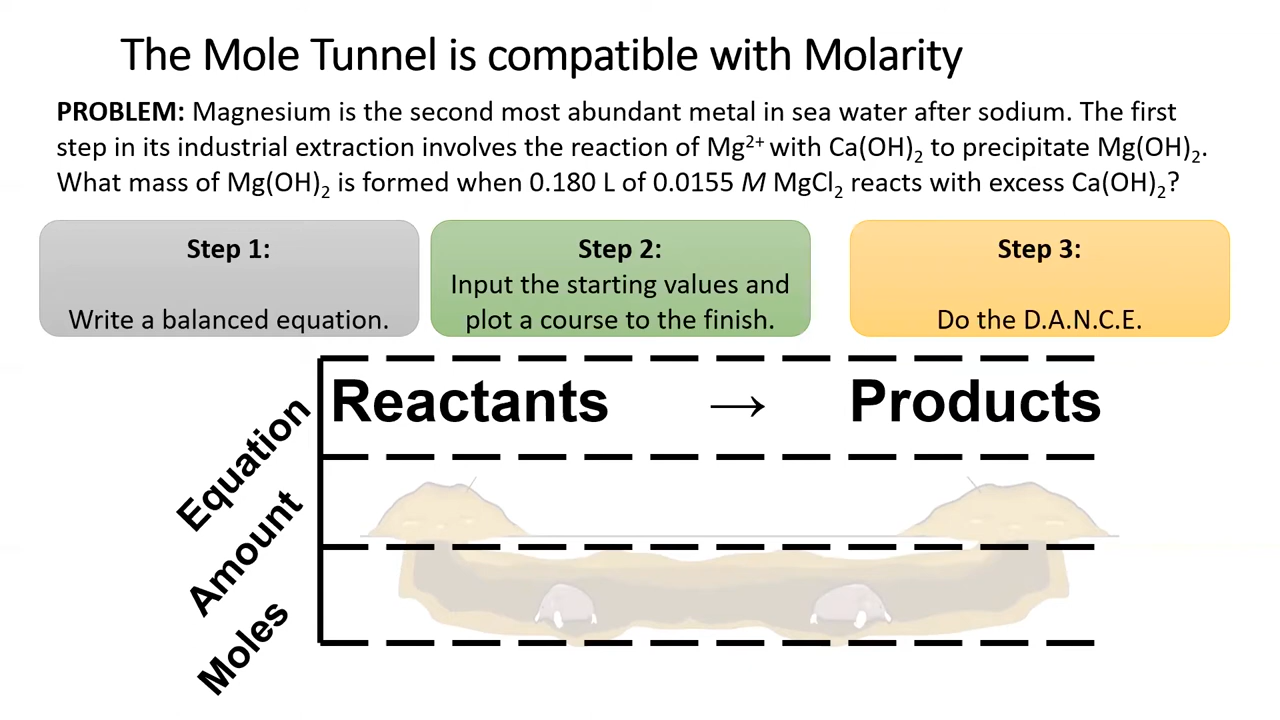 The Mole Tunnel is compatible with Molarity
PROBLEM: Magnesium is the second most abundant metal in sea water after sodium. The first
step in its industrial extraction involves the reaction of Mg²⁺ with Ca(OH)₂ to precipitate Mg(OH)₂.
What mass of Mg(OH)₂ is formed when 0.180 L of 0.0155 M MgCl₂ reacts with excess Ca(OH)₂?
Step 1:
Write a balanced equation.
Step 2:
Input the starting values and
plot a course to the finish.
Step 3:
Do the D.A.N.C.E.
Reactants → Products
Equation
Amount
Moles